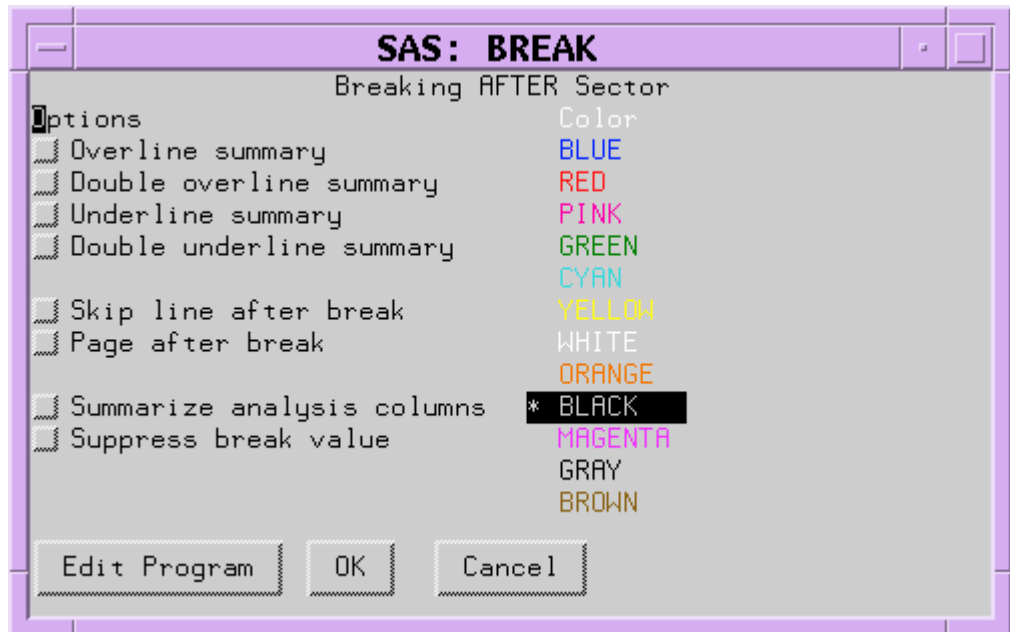 SAS: BREAK
Breaking AFTER Sector
Options Color
Overline summary BLUE
Double overline summary RED
Underline summary PINK
Double underline summary GREEN
CYAN
Skip line after break YELLOW
Page after break WHITE
ORANGE
Summarize analysis columns * BLACK
Suppress break value MAGENTA
GRAY
BROWN
Edit Program OK Cancel